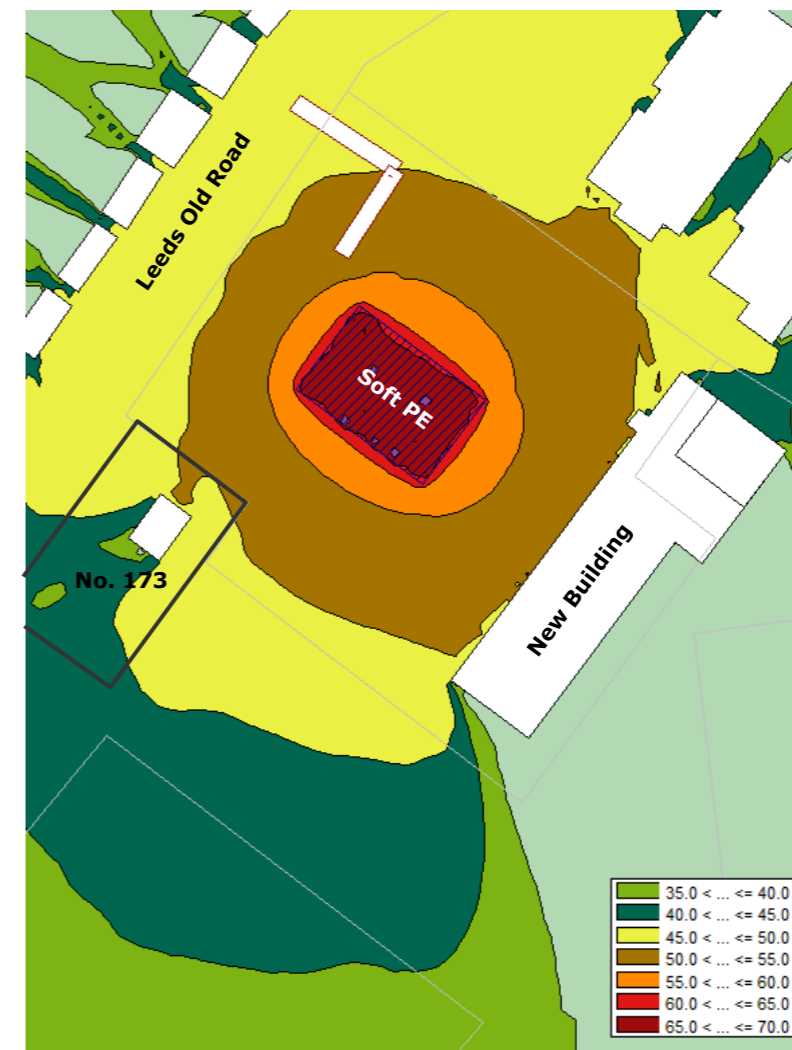 Leeds Old Road
Soft PE
No. 173
New Building
35.0 < ... <= 40.0
40.0 < ... <= 45.0
45.0 < ... <= 50.0
50.0 < ... <= 55.0
55.0 < ... <= 60.0
60.0 < ... <= 65.0
65.0 < ... <= 70.0